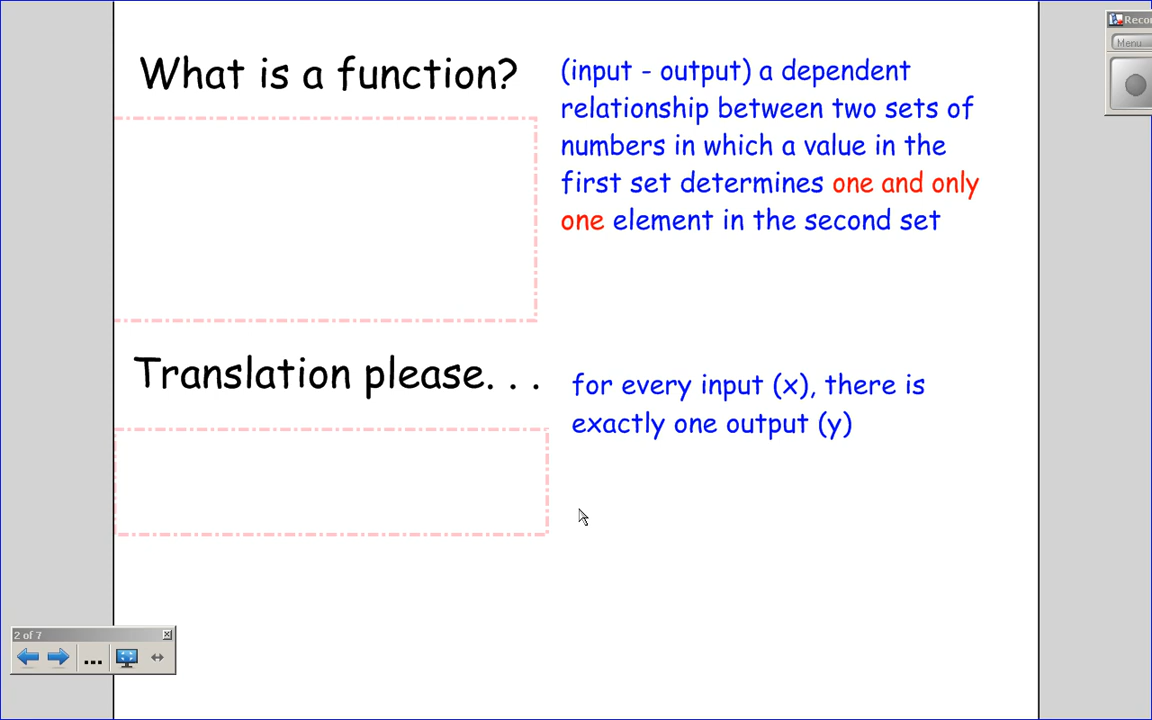 What is a function?
(input - output) a dependent
relationship between two sets of
numbers in which a value in the
first set determines one and only
one element in the second set
Translation please. . .
for every input (x), there is
exactly one output (y)
2 of 7
...
Menu